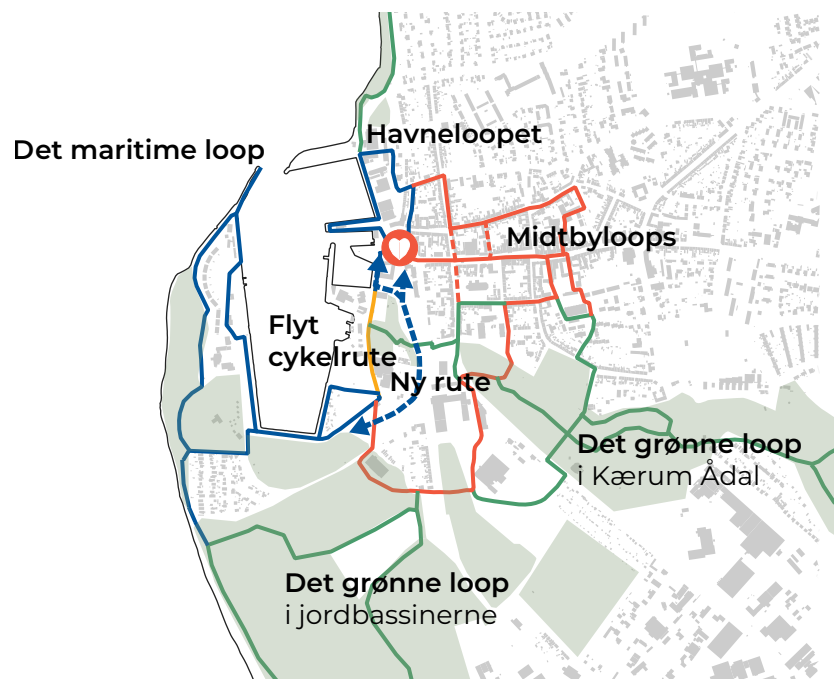 Havneloopet
Det maritime loop
Midtbyloops
Flyt
cykelrute
Ny rute
Det grønne loop
i Kærum Ådal
Det grønne loop
i jordbassinerne